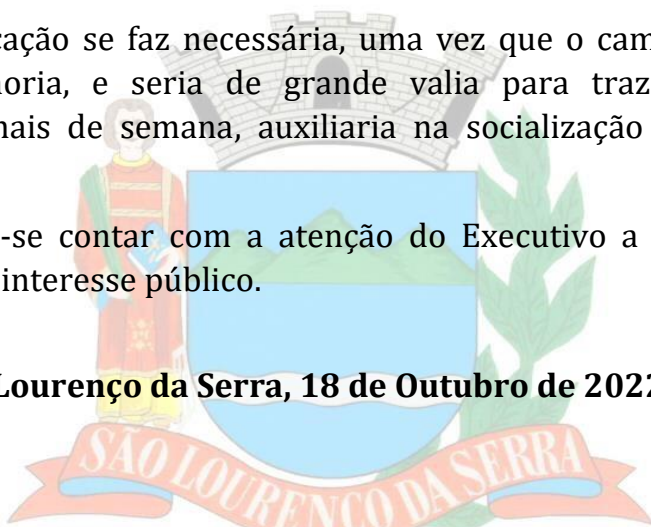 cação se faz necessária, uma vez que o cam
horia, e seria de grande valia para traz
nais de semana, auxiliaria na socialização
-se contar com a atenção do Executivo a
interesse público.
Lourenço da Serra, 18 de Outubro de 2022
SÃO LOURENÇO DA SERRA